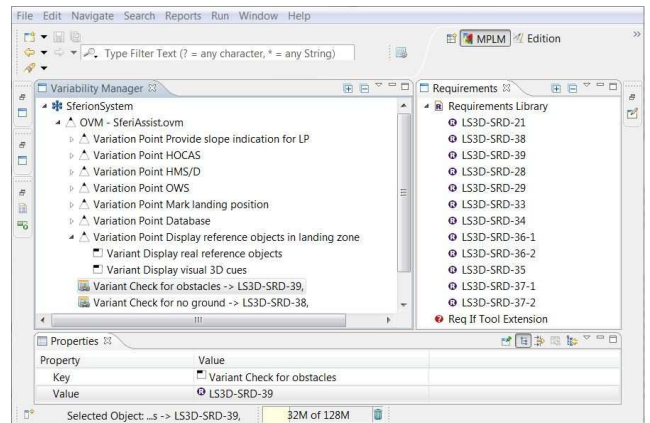 File Edit Navigate Search Reports Run Window Help
Type Filter Text (? = any character, * = any String)
MPLM Edition
Variability Manager
SferionSystem
OVM - SferiAssist.ovm
Variation Point Provide slope indication for LP
Variation Point HOCAS
Variation Point HMS/D
Variation Point OWS
Variation Point Mark landing position
Variation Point Database
Variation Point Display reference objects in landing zone
Variant Display real reference objects
Variant Display visual 3D cues
Variant Check for obstacles -> LS3D-SRD-39,
Variant Check for no ground -> LS3D-SRD-38,
Requirements
Requirements Library
LS3D-SRD-21
LS3D-SRD-38
LS3D-SRD-39
LS3D-SRD-28
LS3D-SRD-29
LS3D-SRD-33
LS3D-SRD-34
LS3D-SRD-36-1
LS3D-SRD-36-2
LS3D-SRD-35
LS3D-SRD-37-1
LS3D-SRD-37-2
Req If Tool Extension
Properties
Property Value
Key Variant Check for obstacles
Value LS3D-SRD-39
Selected Object: ...s -> LS3D-SRD-39, 32M of 128M